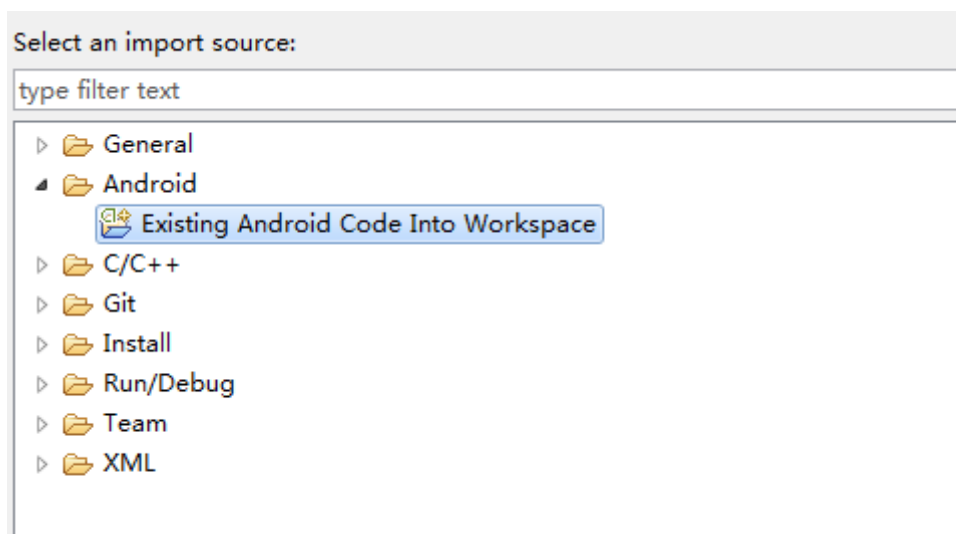 Select an import source:
type filter text
General
Android
Existing Android Code Into Workspace
C/C++
Git
Install
Run/Debug
Team
XML